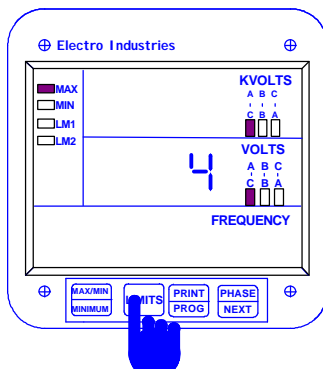 Electro Industries
MAX
MIN
LM1
LM2
KVOLTS
A B C
C B A
VOLTS
A B C
C B A
4
FREQUENCY
MAX/MIN
MINIMUM
LIMITS
PRINT
PROG
PHASE
NEXT